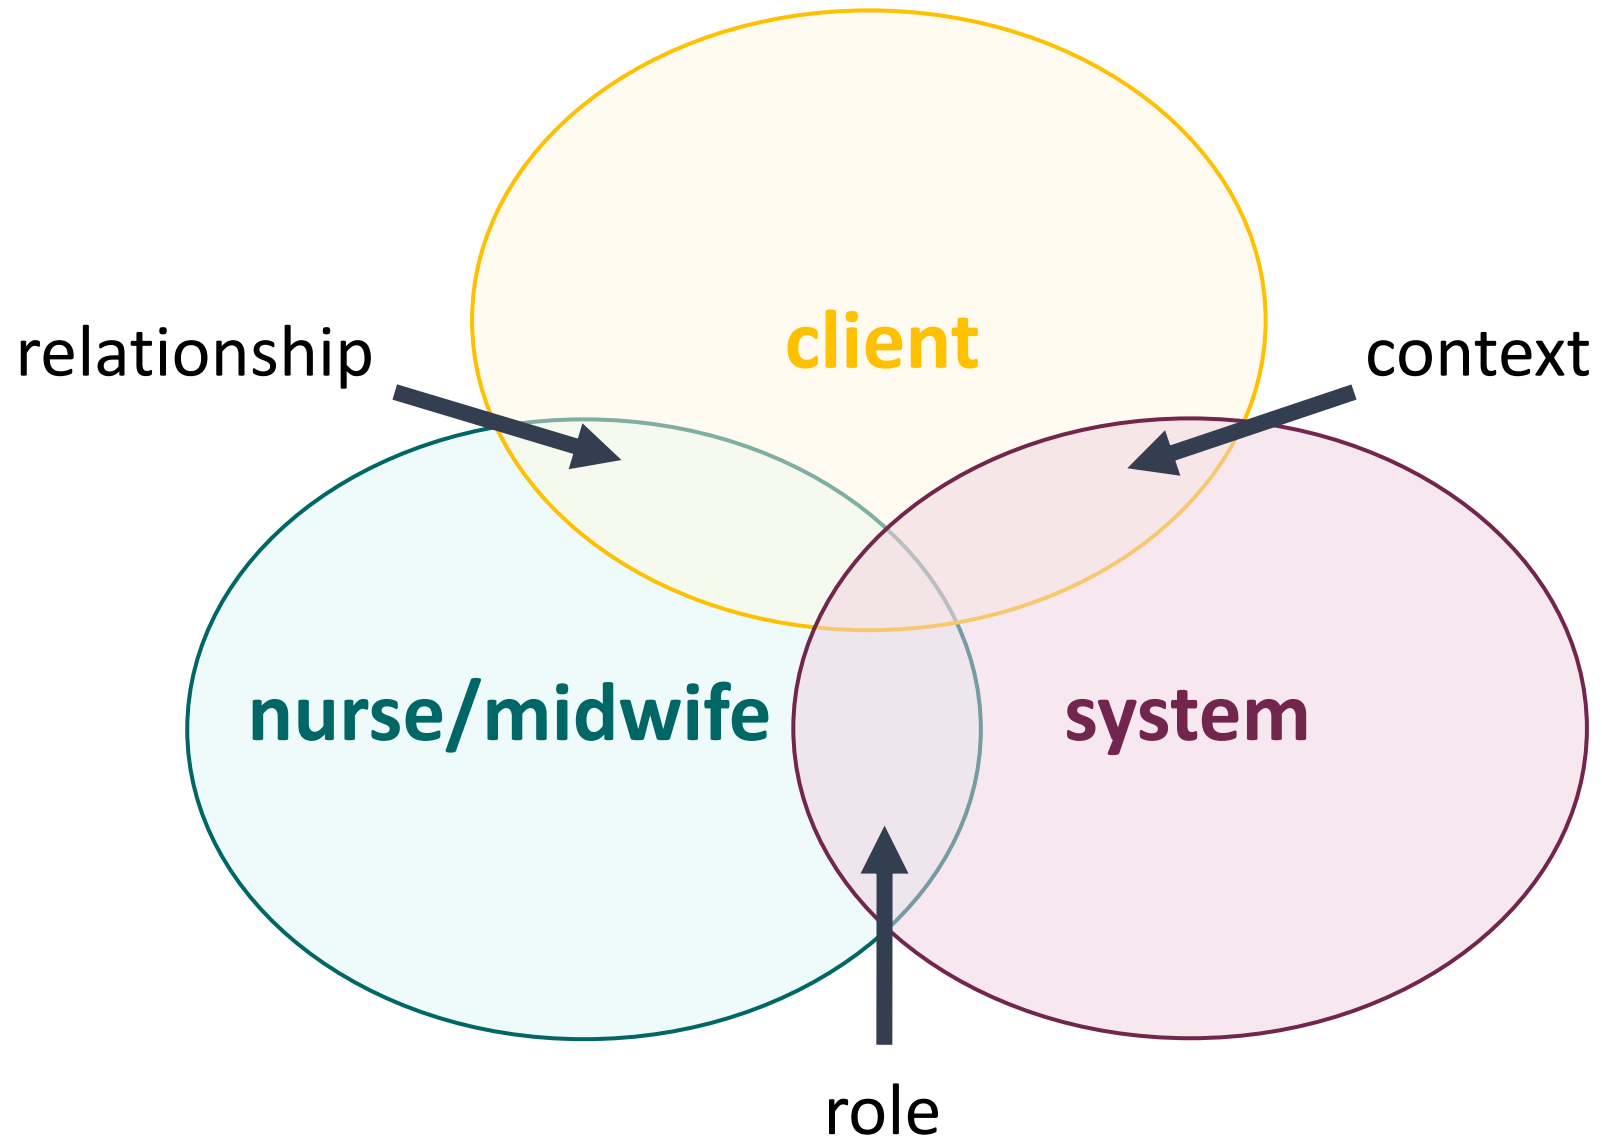 client
relationship
context
nurse/midwife
system
role